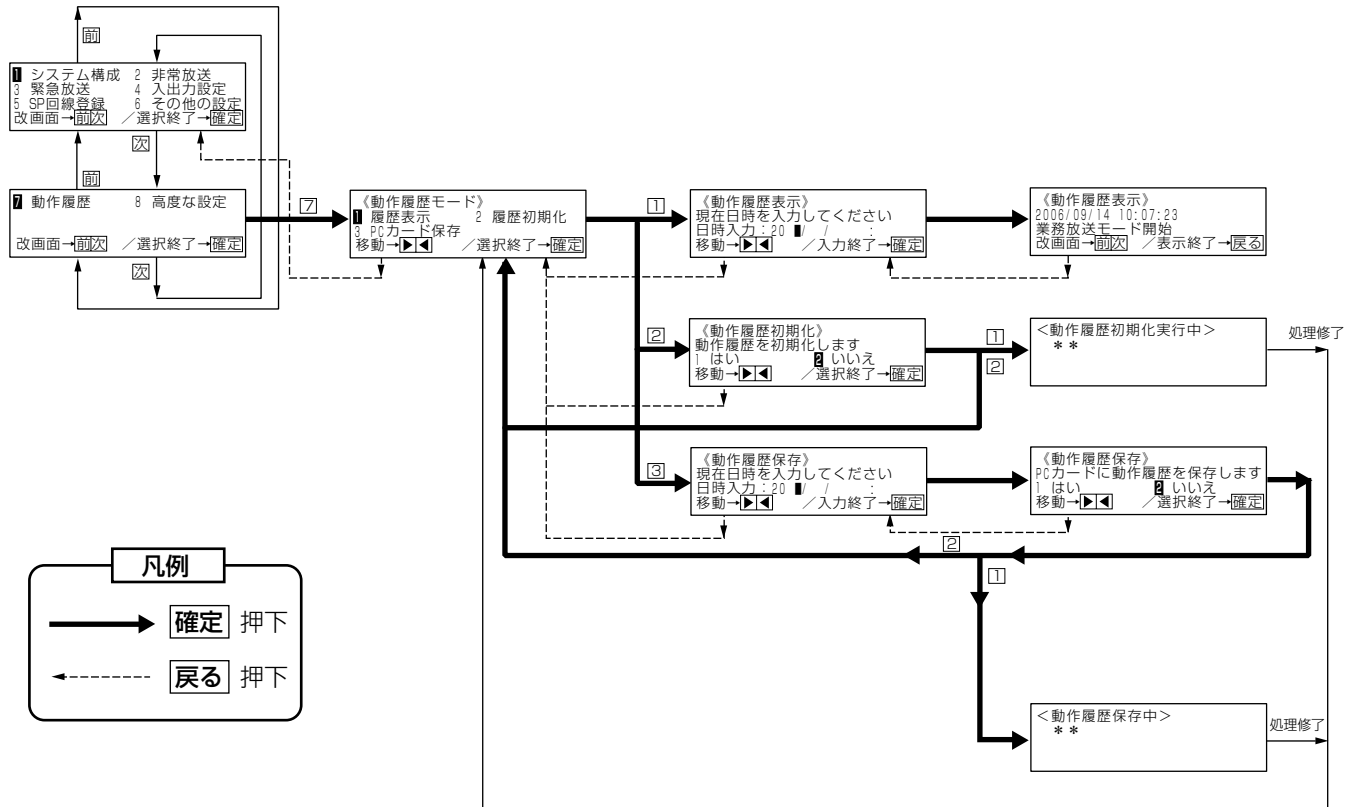 前
1 システム構成 2 非常放送
3 緊急放送 4 入出力設定
5 SP回線登録 6 その他の設定
改画面→前次 ／選択終了→確定
前
次
7 動作履歴 8 高度な設定
改画面→前次 ／選択終了→確定
次
7
《動作履歴モード》
1 履歴表示 2 履歴初期化
3 PCカード保存
移動→▶◀ ／選択終了→確定
1
《動作履歴表示》
現在日時を入力してください
日時入力：20 ■/ / :
移動→▶◀ ／入力終了→確定
《動作履歴表示》
2006/09/14 10:07:23
業務放送モード開始
改画面→前次 ／表示終了→戻る
2
《動作履歴初期化》
動作履歴を初期化します
1 はい 2 いいえ
移動→▶◀ ／選択終了→確定
1
2
＜動作履歴初期化実行中＞
＊＊
処理修了
3
《動作履歴保存》
現在日時を入力してください
日時入力：20 ■/ / :
移動→▶◀ ／入力終了→確定
《動作履歴保存》
PCカードに動作履歴を保存します
1 はい 2 いいえ
移動→▶◀ ／選択終了→確定
2
1
＜動作履歴保存中＞
＊＊
処理修了
凡例
確定 押下
戻る 押下